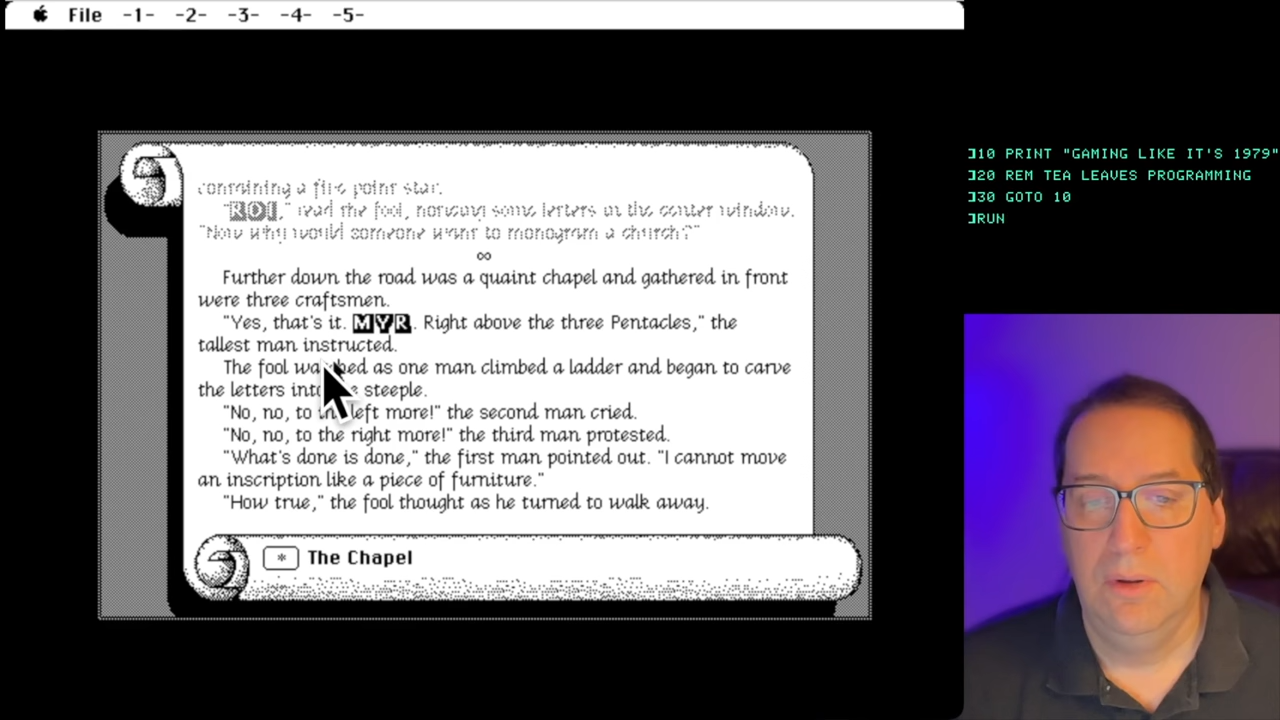 File -1- -2- -3- -4- -5-
containing a five point star.
"ROI," read the fool, noticing some letters in the center window.
"Now why would someone want to monogram a church?"
∞
Further down the road was a quaint chapel and gathered in front
were three craftsmen.
"Yes, that's it. MYR. Right above the three Pentacles," the
tallest man instructed.
The fool watched as one man climbed a ladder and began to carve
the letters into the steeple.
"No, no, to the left more!" the second man cried.
"No, no, to the right more!" the third man protested.
"What's done is done," the first man pointed out. "I cannot move
an inscription like a piece of furniture."
"How true," the fool thought as he turned to walk away.
* The Chapel
]10 PRINT "GAMING LIKE IT'S 1979"
]20 REM TEA LEAVES PROGRAMMING
]30 GOTO 10
]RUN